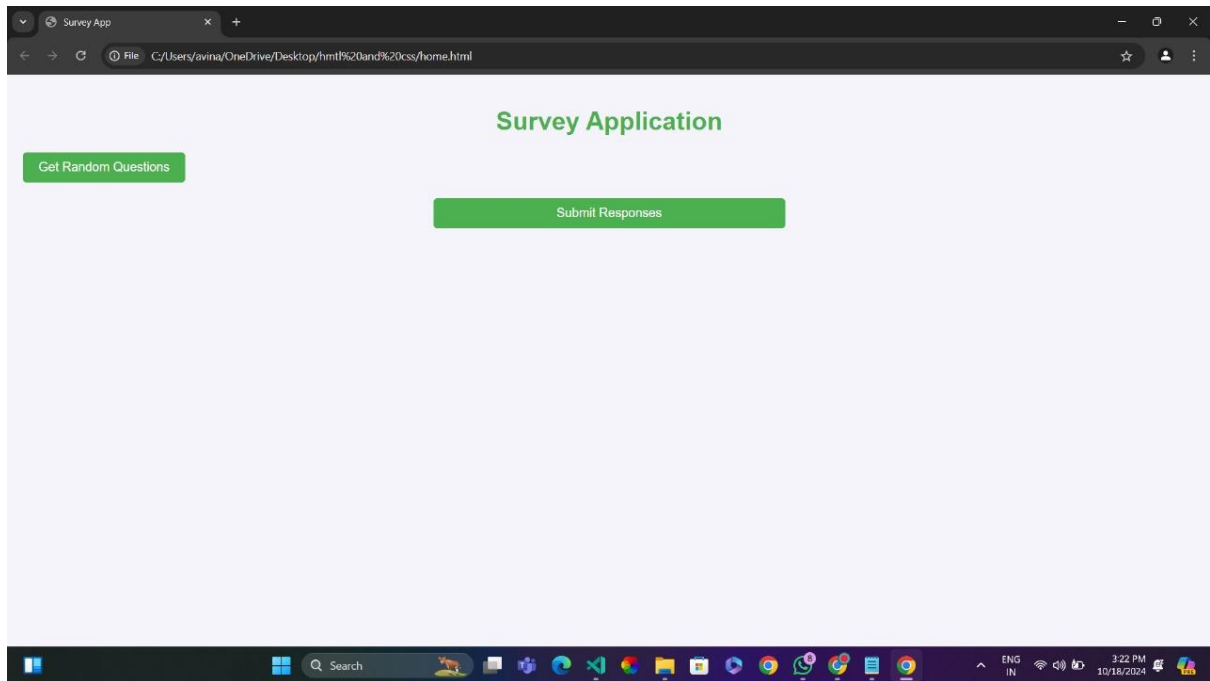 Survey App
File C:/Users/avina/OneDrive/Desktop/hmtl%20and%20css/home.html
Survey Application
Get Random Questions
Submit Responses
Search
ENG
IN
3:22 PM
10/18/2024